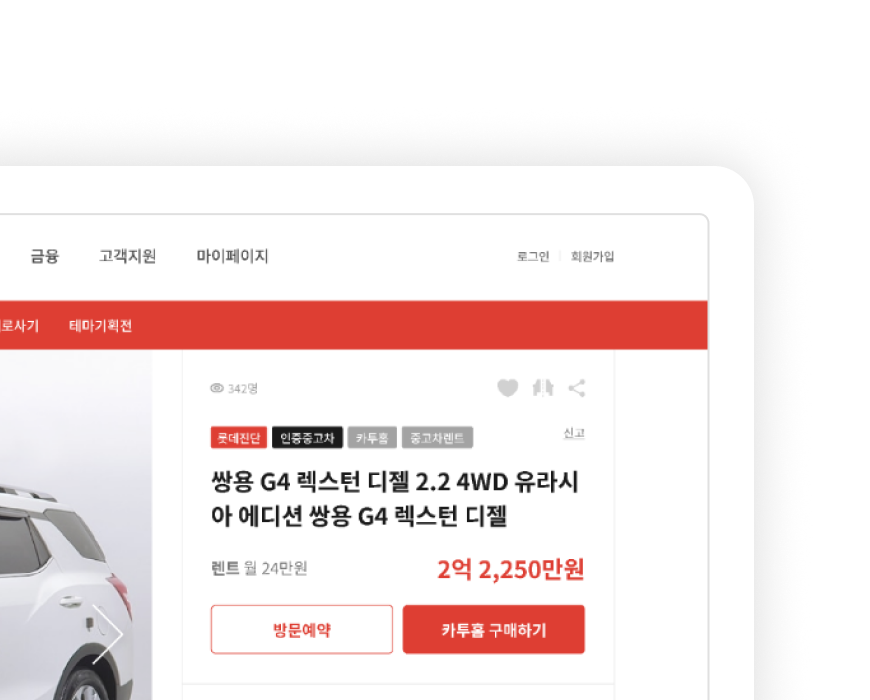 금융 고객지원 마이페이지 로그인 회원가입
로사기 테마기획전
342명
롯데진단 인증중고차 카투홈 중고차렌트 신고
쌍용 G4 렉스턴 디젤 2.2 4WD 유라시
아 에디션 쌍용 G4 렉스턴 디젤
렌트 월 24만원 2억 2,250만원
방문예약 카투홈 구매하기